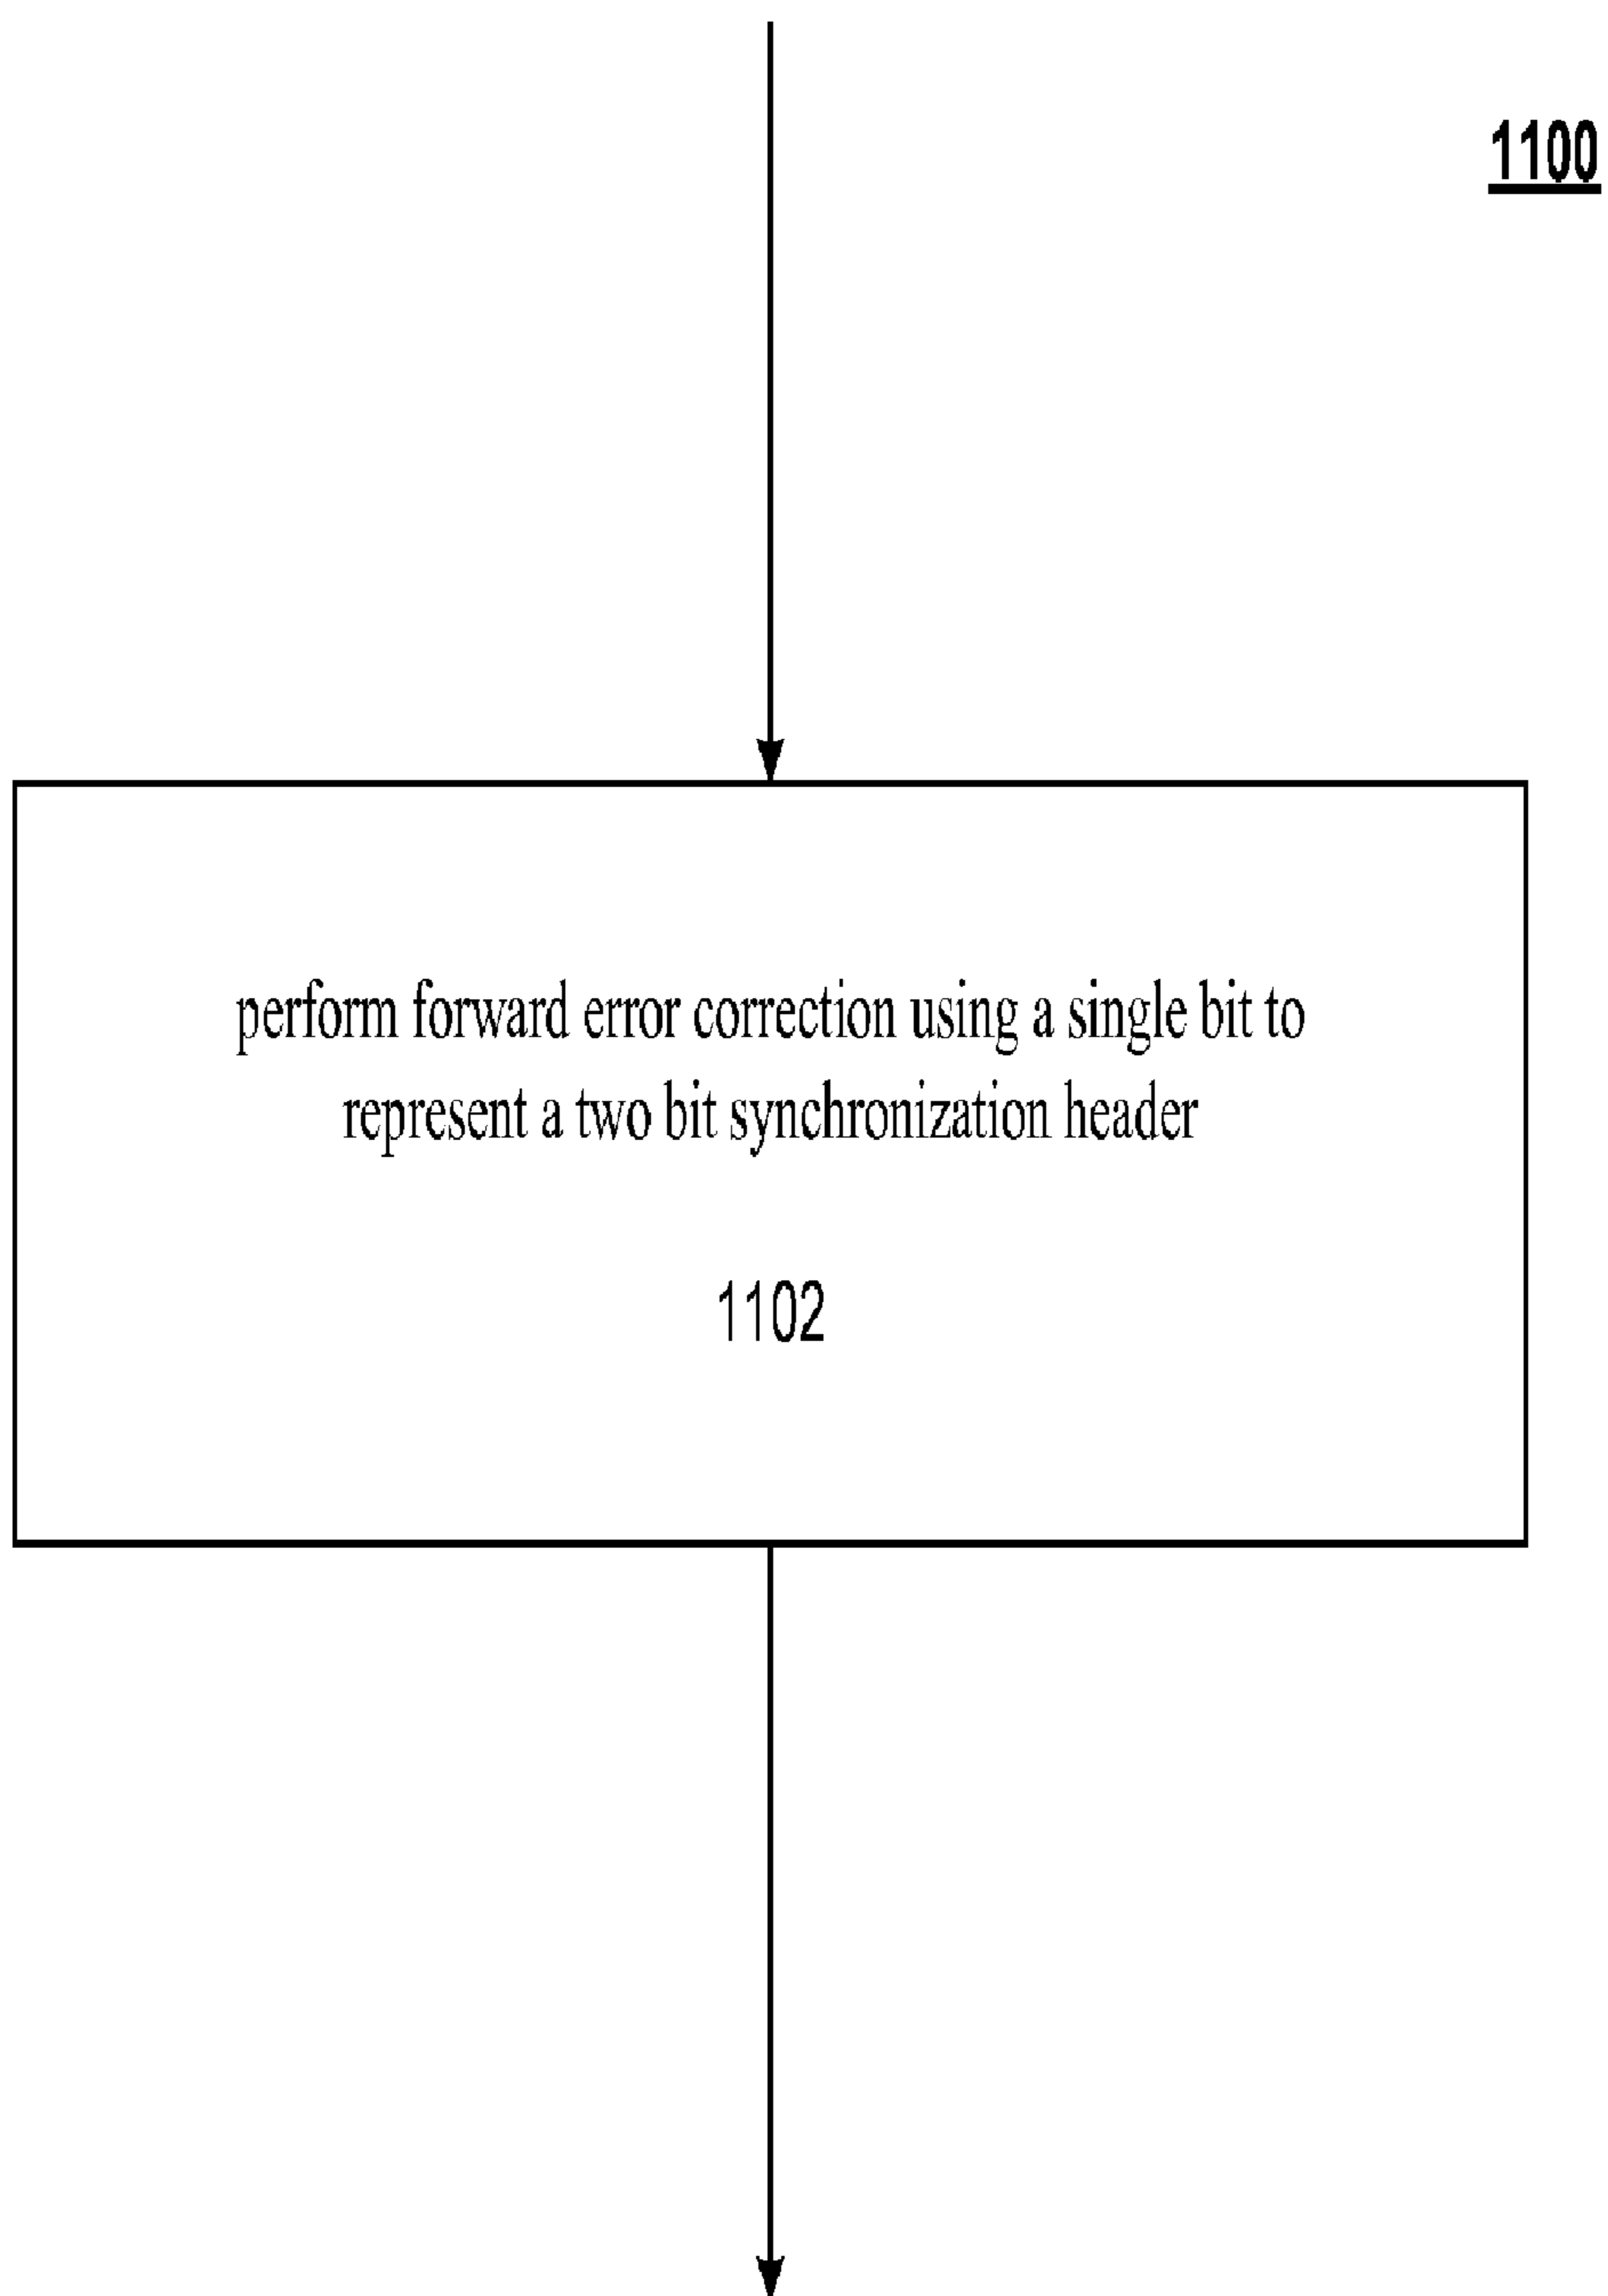 1100
perform forward error correction using a single bit to
represent a two bit synchronization header
1102